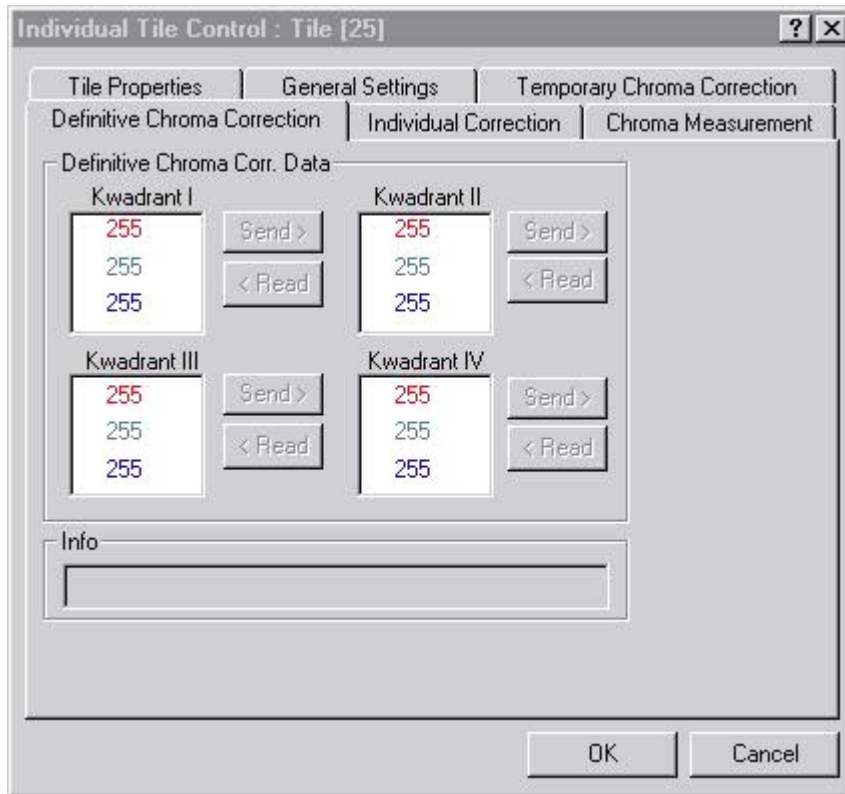 Individual Tile Control : Tile [25]
Tile Properties General Settings Temporary Chroma Correction
Definitive Chroma Correction Individual Correction Chroma Measurement
Definitive Chroma Corr. Data
Kwadrant I
255
255
255
Send >
< Read
Kwadrant II
255
255
255
Send >
< Read
Kwadrant III
255
255
255
Send >
< Read
Kwadrant IV
255
255
255
Send >
< Read
Info
OK Cancel